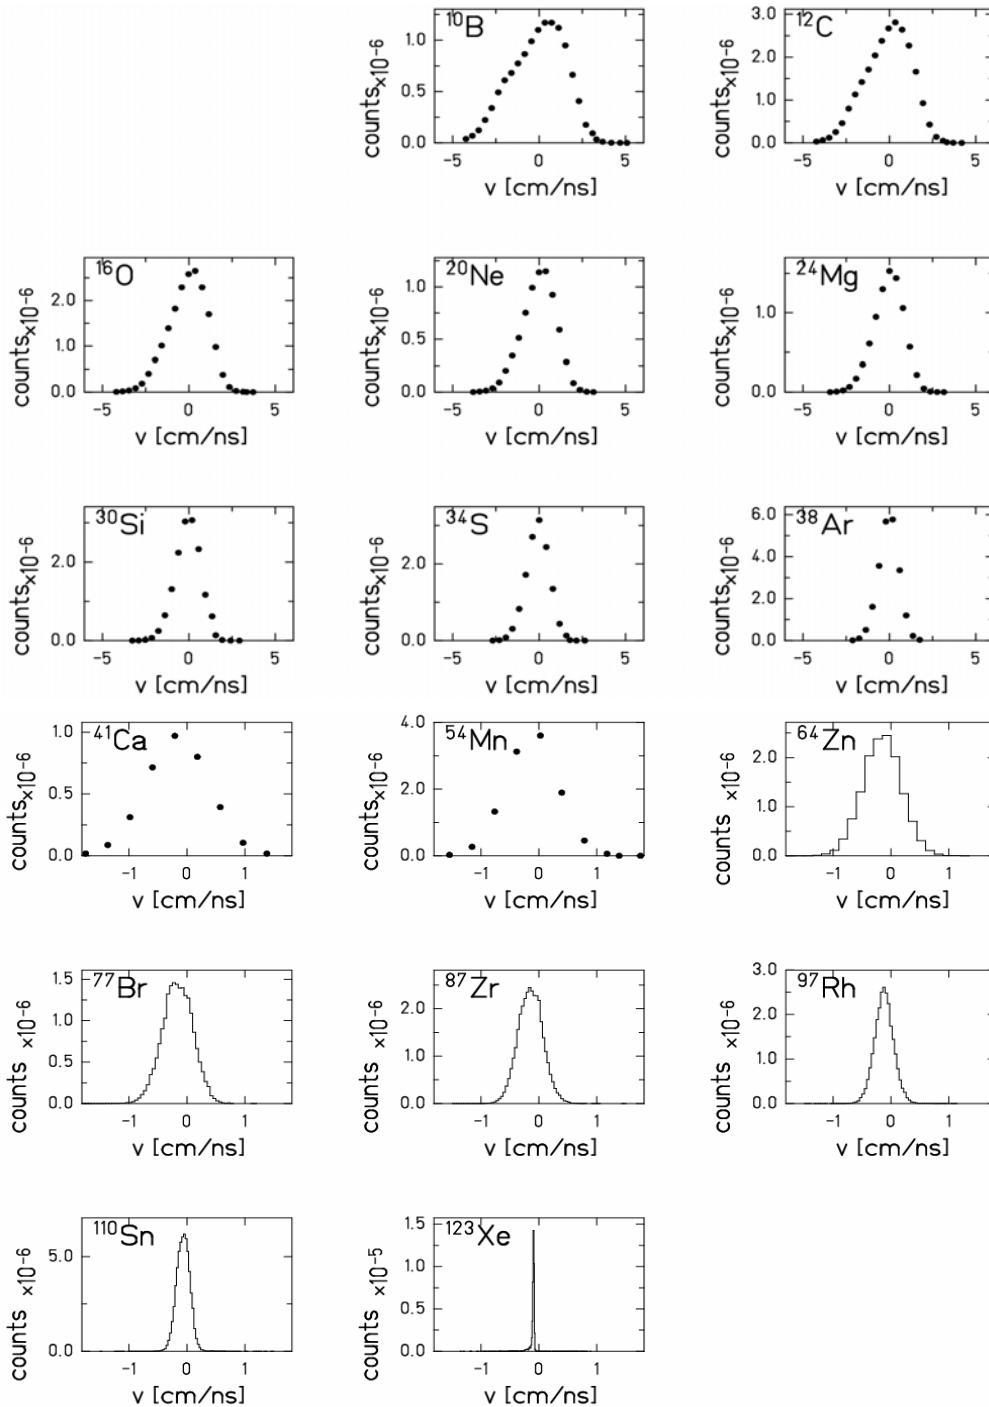 ¹⁰B
1.0
0.5
0.0
counts ×10⁻⁶
-5 0 5
v [cm/ns]
¹²C
3.0
2.0
1.0
0.0
counts ×10⁻⁶
-5 0 5
v [cm/ns]
¹⁶O
2.0
1.0
0.0
counts ×10⁻⁶
-5 0 5
v [cm/ns]
²⁰Ne
1.0
0.5
0.0
counts ×10⁻⁶
-5 0 5
v [cm/ns]
²⁴Mg
1.0
0.0
counts ×10⁻⁶
-5 0 5
v [cm/ns]
³⁰Si
2.0
0.0
counts ×10⁻⁶
-5 0 5
v [cm/ns]
³⁴S
2.0
0.0
counts ×10⁻⁶
-5 0 5
v [cm/ns]
³⁸Ar
6.0
4.0
2.0
0.0
counts ×10⁻⁶
-5 0 5
v [cm/ns]
⁴¹Ca
1.0
0.5
0.0
counts ×10⁻⁶
-1 0 1
v [cm/ns]
⁵⁴Mn
4.0
2.0
0.0
counts ×10⁻⁶
-1 0 1
v [cm/ns]
⁶⁴Zn
2.0
1.0
0.0
counts ×10⁻⁶
-1 0 1
v [cm/ns]
⁷⁷Br
1.5
1.0
0.5
0.0
counts ×10⁻⁶
-1 0 1
v [cm/ns]
⁸⁷Zr
2.0
1.0
0.0
counts ×10⁻⁶
-1 0 1
v [cm/ns]
⁹⁷Rh
3.0
2.0
1.0
0.0
counts ×10⁻⁶
-1 0 1
v [cm/ns]
¹¹⁰Sn
5.0
0.0
counts ×10⁻⁶
-1 0 1
v [cm/ns]
¹²³Xe
1.5
1.0
0.5
0.0
counts ×10⁻⁵
-1 0 1
v [cm/ns]